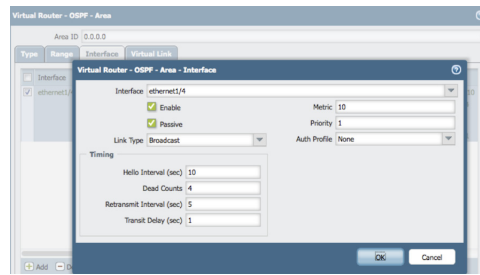 Virtual Router - OSPF - Area
Area ID 0.0.0.0
Type Range Interface Virtual Link
Interface
ethernet1/
Virtual Router - OSPF - Area - Interface
Interface ethernet1/4
Enable
Passive
Link Type Broadcast
Metric 10
Priority 1
Auth Profile None
Timing
Hello Interval (sec) 10
Dead Counts 4
Retransmit Interval (sec) 5
Transit Delay (sec) 1
OK Cancel
Add